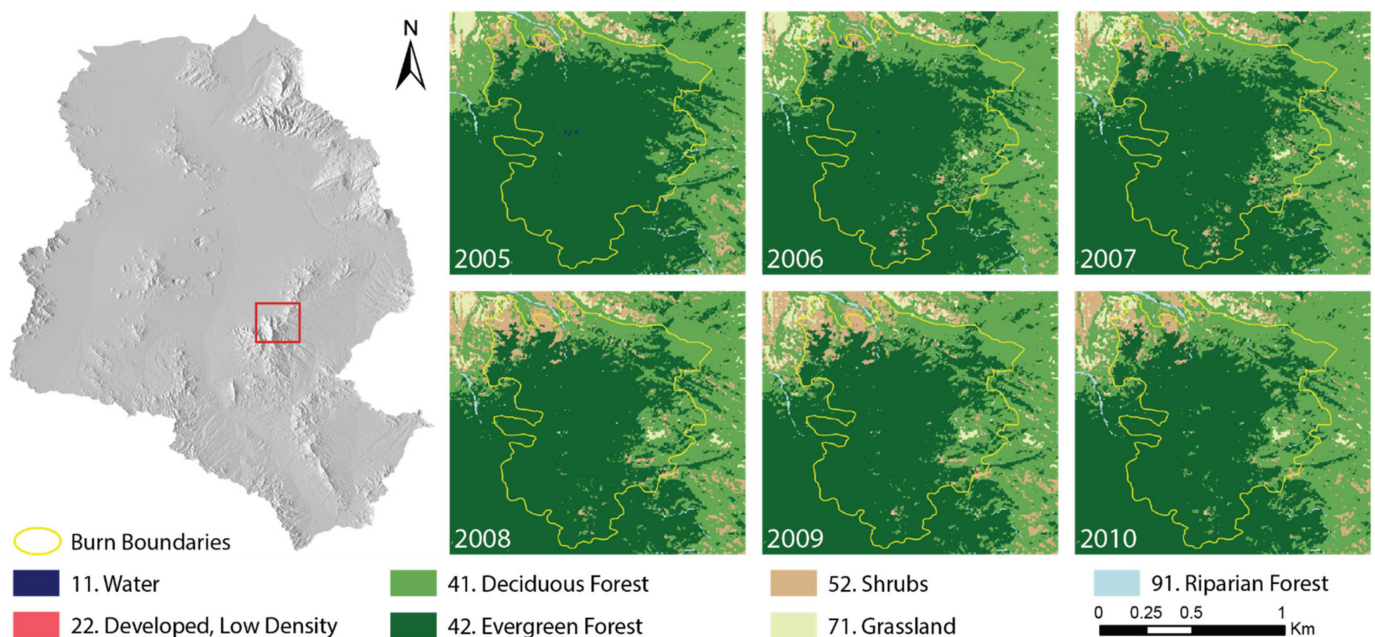 N
2005
2006
2007
2008
2009
2010
Burn Boundaries
11. Water
41. Deciduous Forest
52. Shrubs
91. Riparian Forest
22. Developed, Low Density
42. Evergreen Forest
71. Grassland
0 0.25 0.5 1
Km